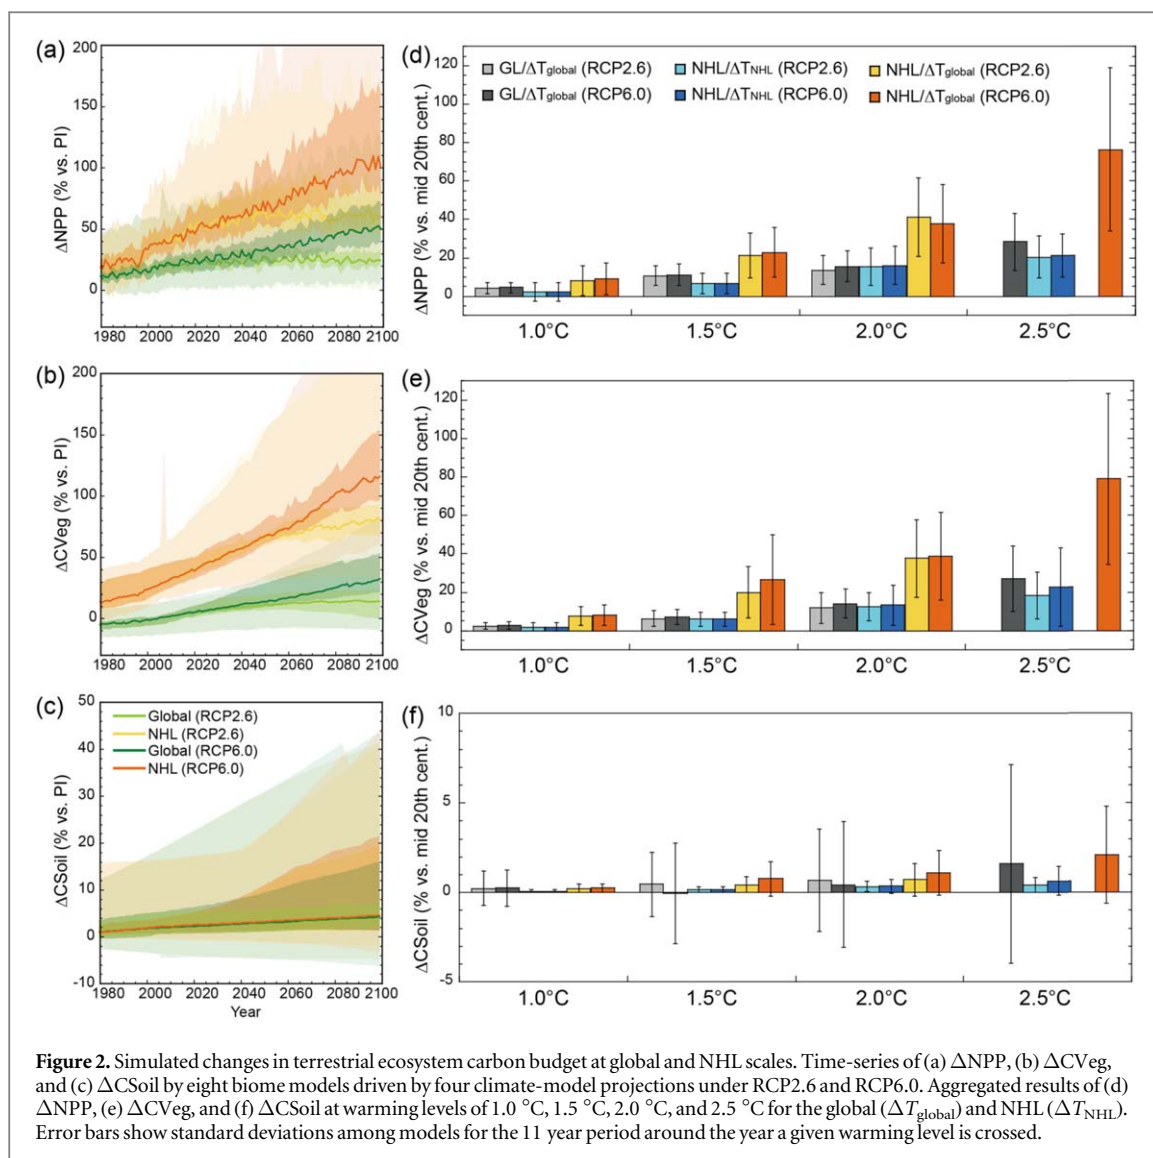 (a)
ΔNPP (% vs. PI)
200
150
100
50
0
1980 2000 2020 2040 2060 2080 2100
(d)
ΔNPP (% vs. mid 20th cent.)
120
100
80
60
40
20
0
GL/ΔTglobal (RCP2.6) NHL/ΔTNHL (RCP2.6) NHL/ΔTglobal (RCP2.6)
GL/ΔTglobal (RCP6.0) NHL/ΔTNHL (RCP6.0) NHL/ΔTglobal (RCP6.0)
1.0°C 1.5°C 2.0°C 2.5°C
(b)
ΔCVeg (% vs. PI)
200
150
100
50
0
1980 2000 2020 2040 2060 2080 2100
(e)
ΔCVeg (% vs. mid 20th cent.)
120
100
80
60
40
20
0
1.0°C 1.5°C 2.0°C 2.5°C
(c)
ΔCSoil (% vs. PI)
50
40
30
20
10
0
-10
Global (RCP2.6)
NHL (RCP2.6)
Global (RCP6.0)
NHL (RCP6.0)
1980 2000 2020 2040 2060 2080 2100
Year
(f)
ΔCSoil (% vs. mid 20th cent.)
10
5
0
-5
1.0°C 1.5°C 2.0°C 2.5°C
Figure 2. Simulated changes in terrestrial ecosystem carbon budget at global and NHL scales. Time-series of (a) ΔNPP, (b) ΔCVeg,
and (c) ΔCSoil by eight biome models driven by four climate-model projections under RCP2.6 and RCP6.0. Aggregated results of (d)
ΔNPP, (e) ΔCVeg, and (f) ΔCSoil at warming levels of 1.0 °C, 1.5 °C, 2.0 °C, and 2.5 °C for the global (ΔTglobal) and NHL (ΔTNHL).
Error bars show standard deviations among models for the 11 year period around the year a given warming level is crossed.